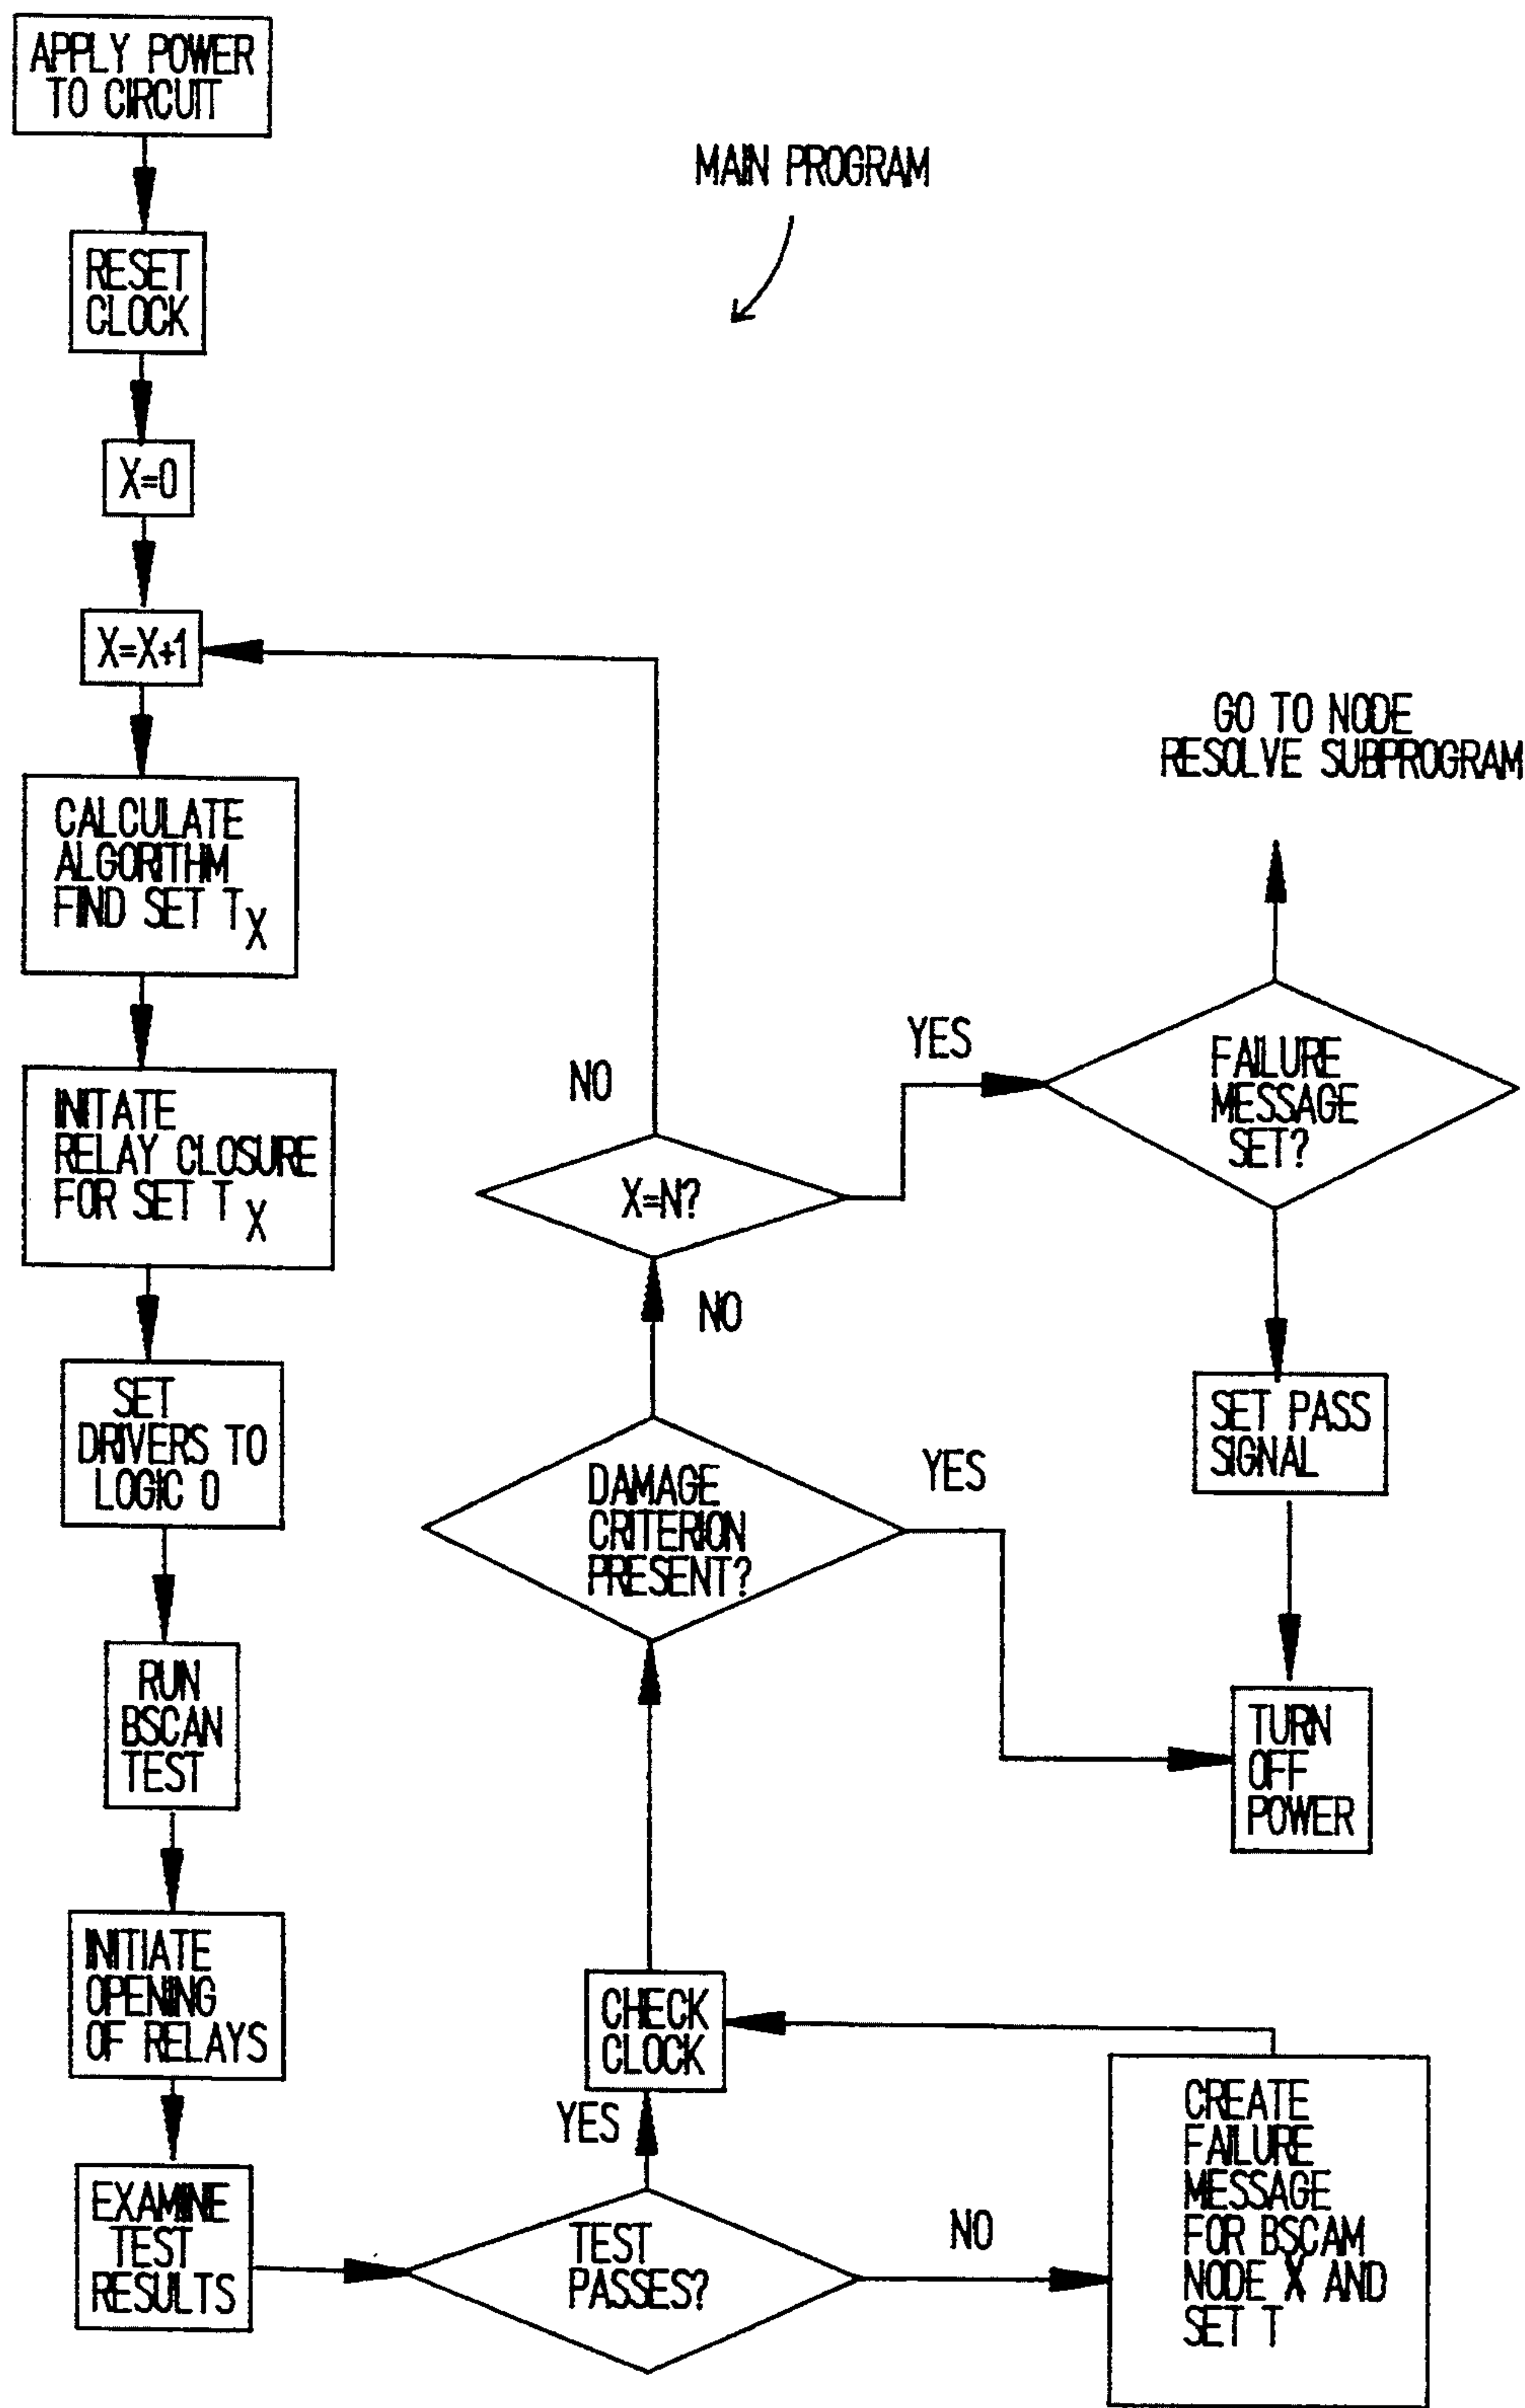 APPLY POWER
TO CIRCUIT
MAIN PROGRAM
RESET
CLOCK
X=0
X=X+1
CALCULATE
ALGORITHM
FIND SET TX
INITATE
RELAY CLOSURE
FOR SET TX
SET
DRIVERS TO
LOGIC 0
RUN
BSCAN
TEST
INITIATE
OPENING
OF RELAYS
EXAMINE
TEST
RESULTS
TEST
PASSES?
YES
NO
CREATE
FAILURE
MESSAGE
FOR BSCAM
NODE X AND
SET T
CHECK
CLOCK
DAMAGE
CRITERION
PRESENT?
YES
NO
X=N?
NO
YES
FAILURE
MESSAGE
SET?
GO TO NODE
RESOLVE SUBPROGRAM
SET PASS
SIGNAL
TURN
OFF
POWER